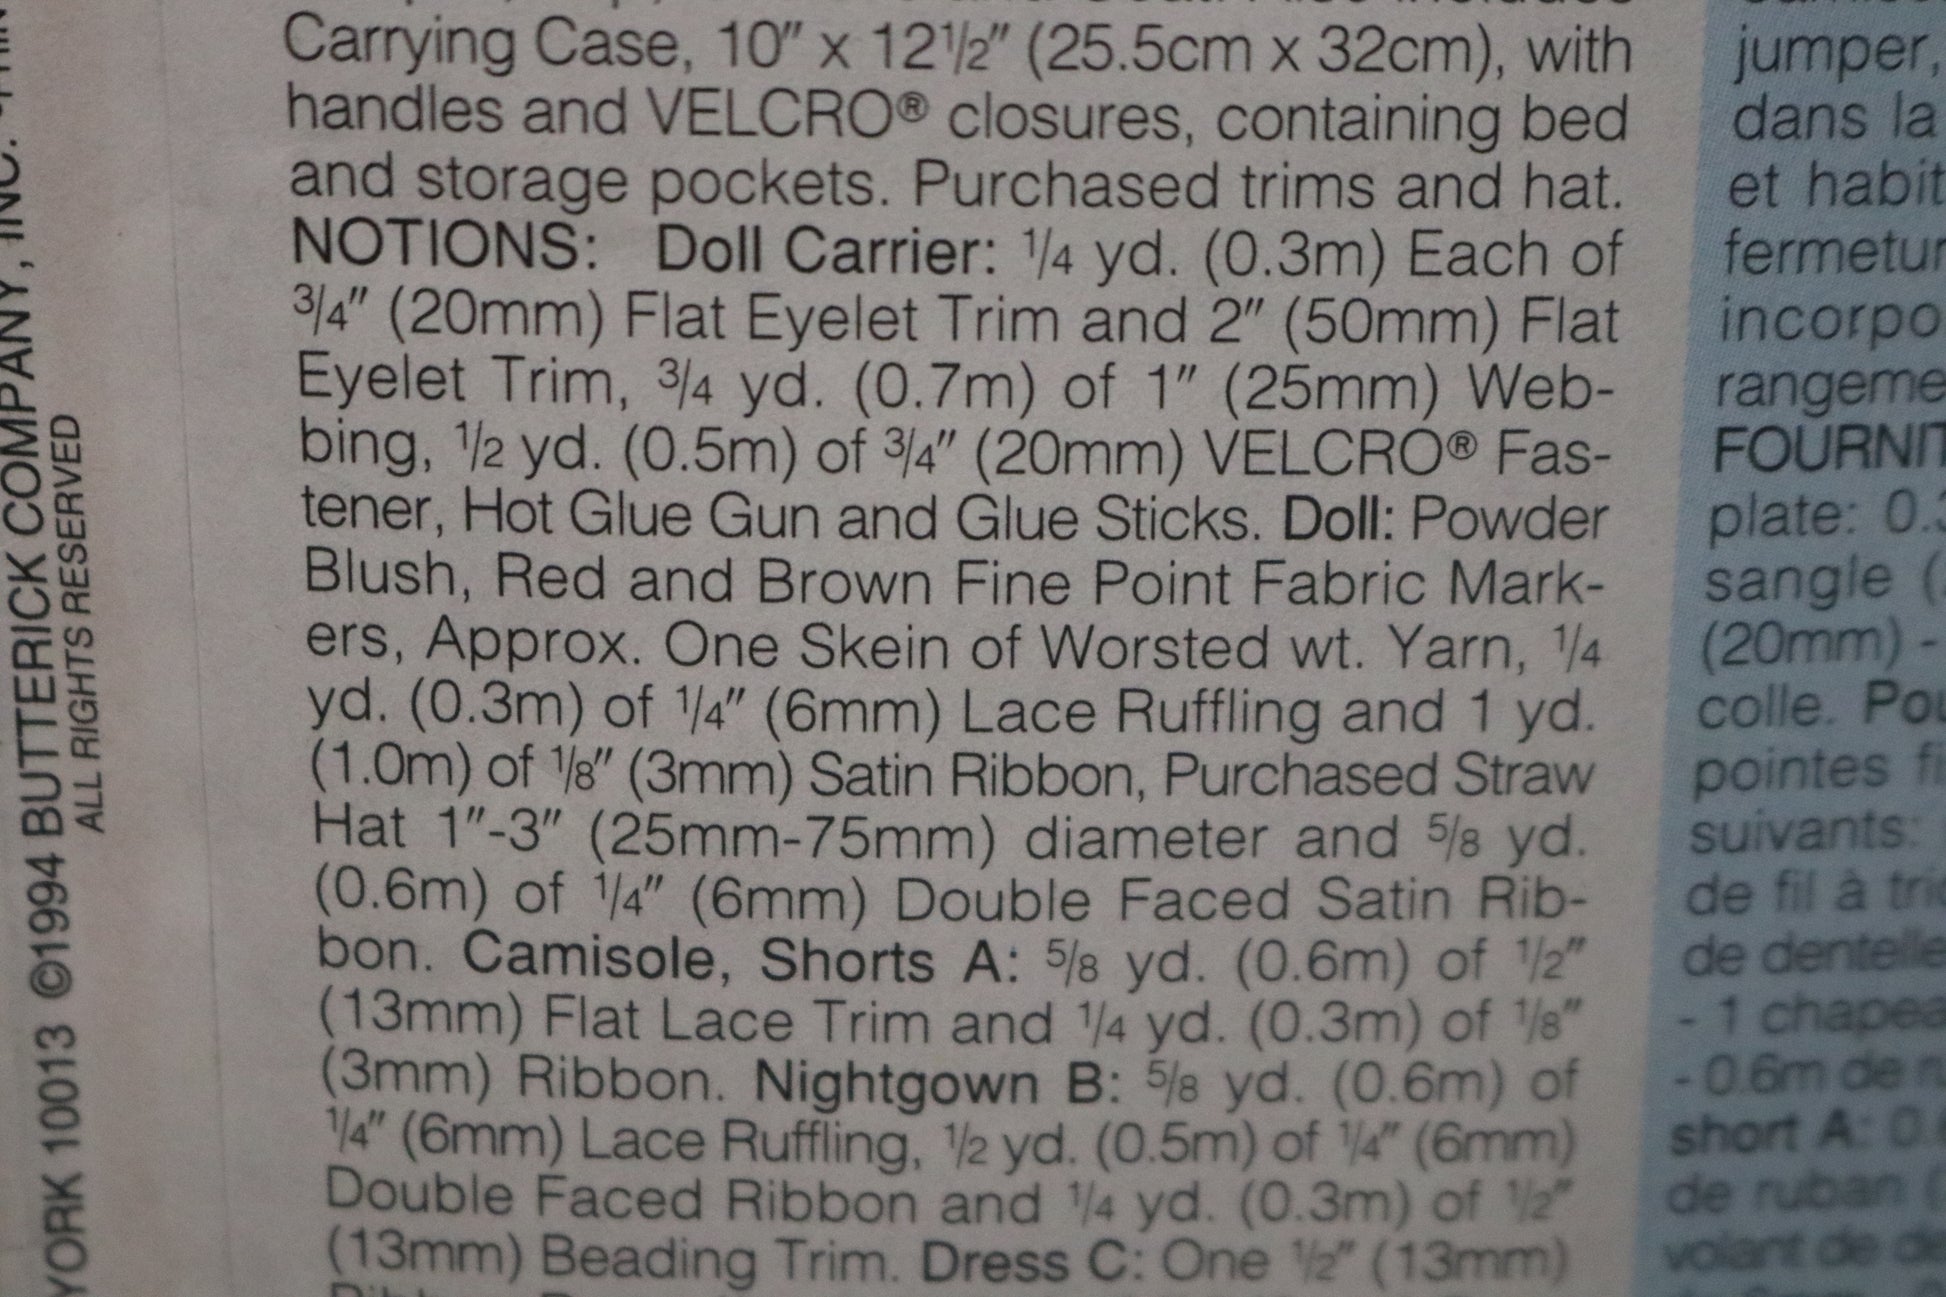 YORK 10013 ©1994 BUTTERICK COMPANY, INC.
ALL RIGHTS RESERVED
Carrying Case, 10" x 12½" (25.5cm x 32cm), with
handles and VELCRO® closures, containing bed
and storage pockets. Purchased trims and hat.
NOTIONS: Doll Carrier: ¼ yd. (0.3m) Each of
¾" (20mm) Flat Eyelet Trim and 2" (50mm) Flat
Eyelet Trim, ¾ yd. (0.7m) of 1" (25mm) Web-
bing, ½ yd. (0.5m) of ¾" (20mm) VELCRO® Fas-
tener, Hot Glue Gun and Glue Sticks. Doll: Powder
Blush, Red and Brown Fine Point Fabric Mark-
ers, Approx. One Skein of Worsted wt. Yarn, ¼
yd. (0.3m) of ¼" (6mm) Lace Ruffling and 1 yd.
(1.0m) of ⅛" (3mm) Satin Ribbon, Purchased Straw
Hat 1"-3" (25mm-75mm) diameter and ⅝ yd.
(0.6m) of ¼" (6mm) Double Faced Satin Rib-
bon. Camisole, Shorts A: ⅝ yd. (0.6m) of ½"
(13mm) Flat Lace Trim and ¼ yd. (0.3m) of ⅛"
(3mm) Ribbon. Nightgown B: ⅝ yd. (0.6m) of
¼" (6mm) Lace Ruffling, ½ yd. (0.5m) of ¼" (6mm)
Double Faced Ribbon and ¼ yd. (0.3m) of ½"
(13mm) Beading Trim. Dress C: One ½" (13mm)
jumper,
dans la
et habit
fermetur
incorpo
rangeme
FOURNIT
plate: 0.3
sangle (
(20mm) -
colle. Pou
pointes fi
suivants:
de fil à tric
de dentelle
- 1 chapea
- 0.6m de
short A: 0.
de ruban (
volant de de